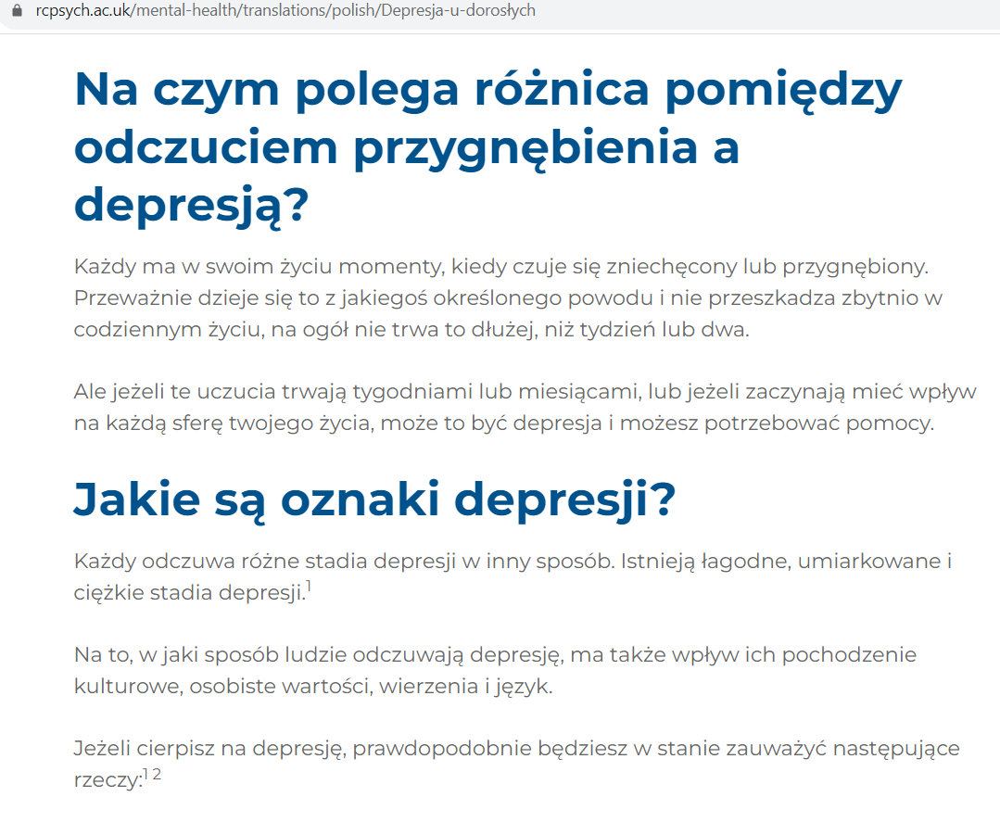 rcpsych.ac.uk/mental-health/translations/polish/Depresja-u-dorosłych
Na czym polega różnica pomiędzy
odczuciem przygnębienia a
depresją?
Każdy ma w swoim życiu momenty, kiedy czuje się zniechęcony lub przygnębiony.
Przeważnie dzieje się to z jakiegoś określonego powodu i nie przeszkadza zbytnio w
codziennym życiu, na ogół nie trwa to dłużej, niż tydzień lub dwa.
Ale jeżeli te uczucia trwają tygodniami lub miesiącami, lub jeżeli zaczynają mieć wpływ
na każdą sferę twojego życia, może to być depresja i możesz potrzebować pomocy.
Jakie są oznaki depresji?
Każdy odczuwa różne stadia depresji w inny sposób. Istnieją łagodne, umiarkowane i
ciężkie stadia depresji.1
Na to, w jaki sposób ludzie odczuwają depresję, ma także wpływ ich pochodzenie
kulturowe, osobiste wartości, wierzenia i język.
Jeżeli cierpisz na depresję, prawdopodobnie będziesz w stanie zauważyć następujące
rzeczy:1 2